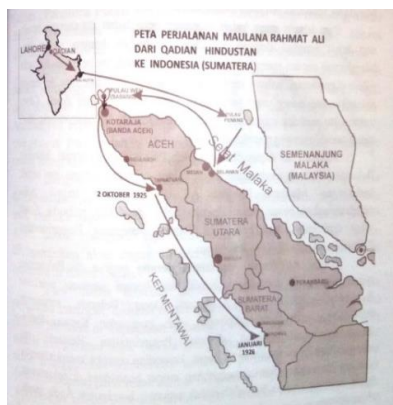 PETA PERJALANAN MAULANA RAHMAT ALI
DARI QADIAN HINDUSTAN
KE INDONESIA (SUMATERA)
LAHORE
QADIAN
KOTARAJA
(BANDA ACEH)
ACEH
Selat Malaka
SEMENANJUNG
MALAKA
(MALAYSIA)
2 OKTOBER 1925
SUMATERA
UTARA
KEP MENTAWAI
SUMATERA
BARAT
JANUARI
1926